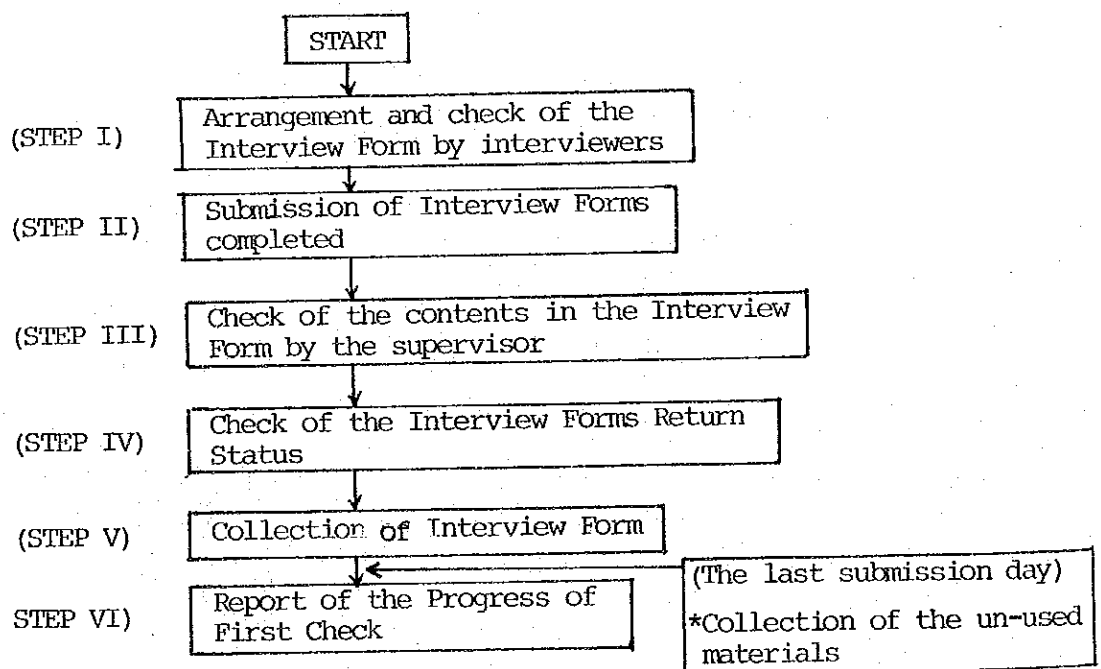 START
(STEP I)
Arrangement and check of the
Interview Form by interviewers
(STEP II)
Submission of Interview Forms
completed
(STEP III)
Check of the contents in the Interview
Form by the supervisor
(STEP IV)
Check of the Interview Forms Return
Status
(STEP V)
Collection of Interview Form
STEP VI)
Report of the Progress of
First Check
(The last submission day)
*Collection of the un-used
materials